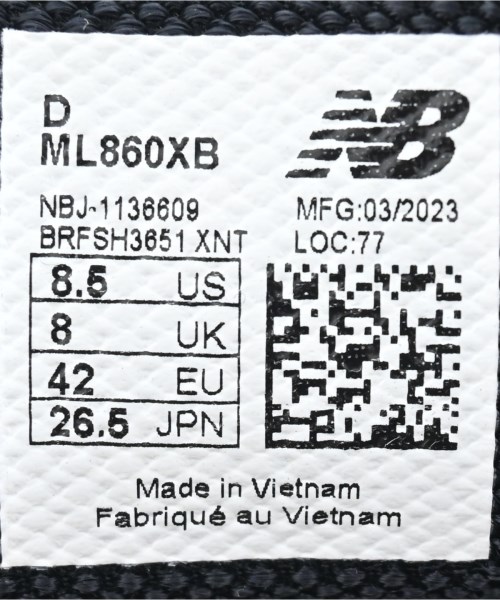 D
ML860XB
NB
NBJ-1136609
BRFSH3651 XNT
MFG:03/2023
LOC:77
8.5 US
8 UK
42 EU
26.5 JPN
Made in Vietnam
Fabriqué au Vietnam